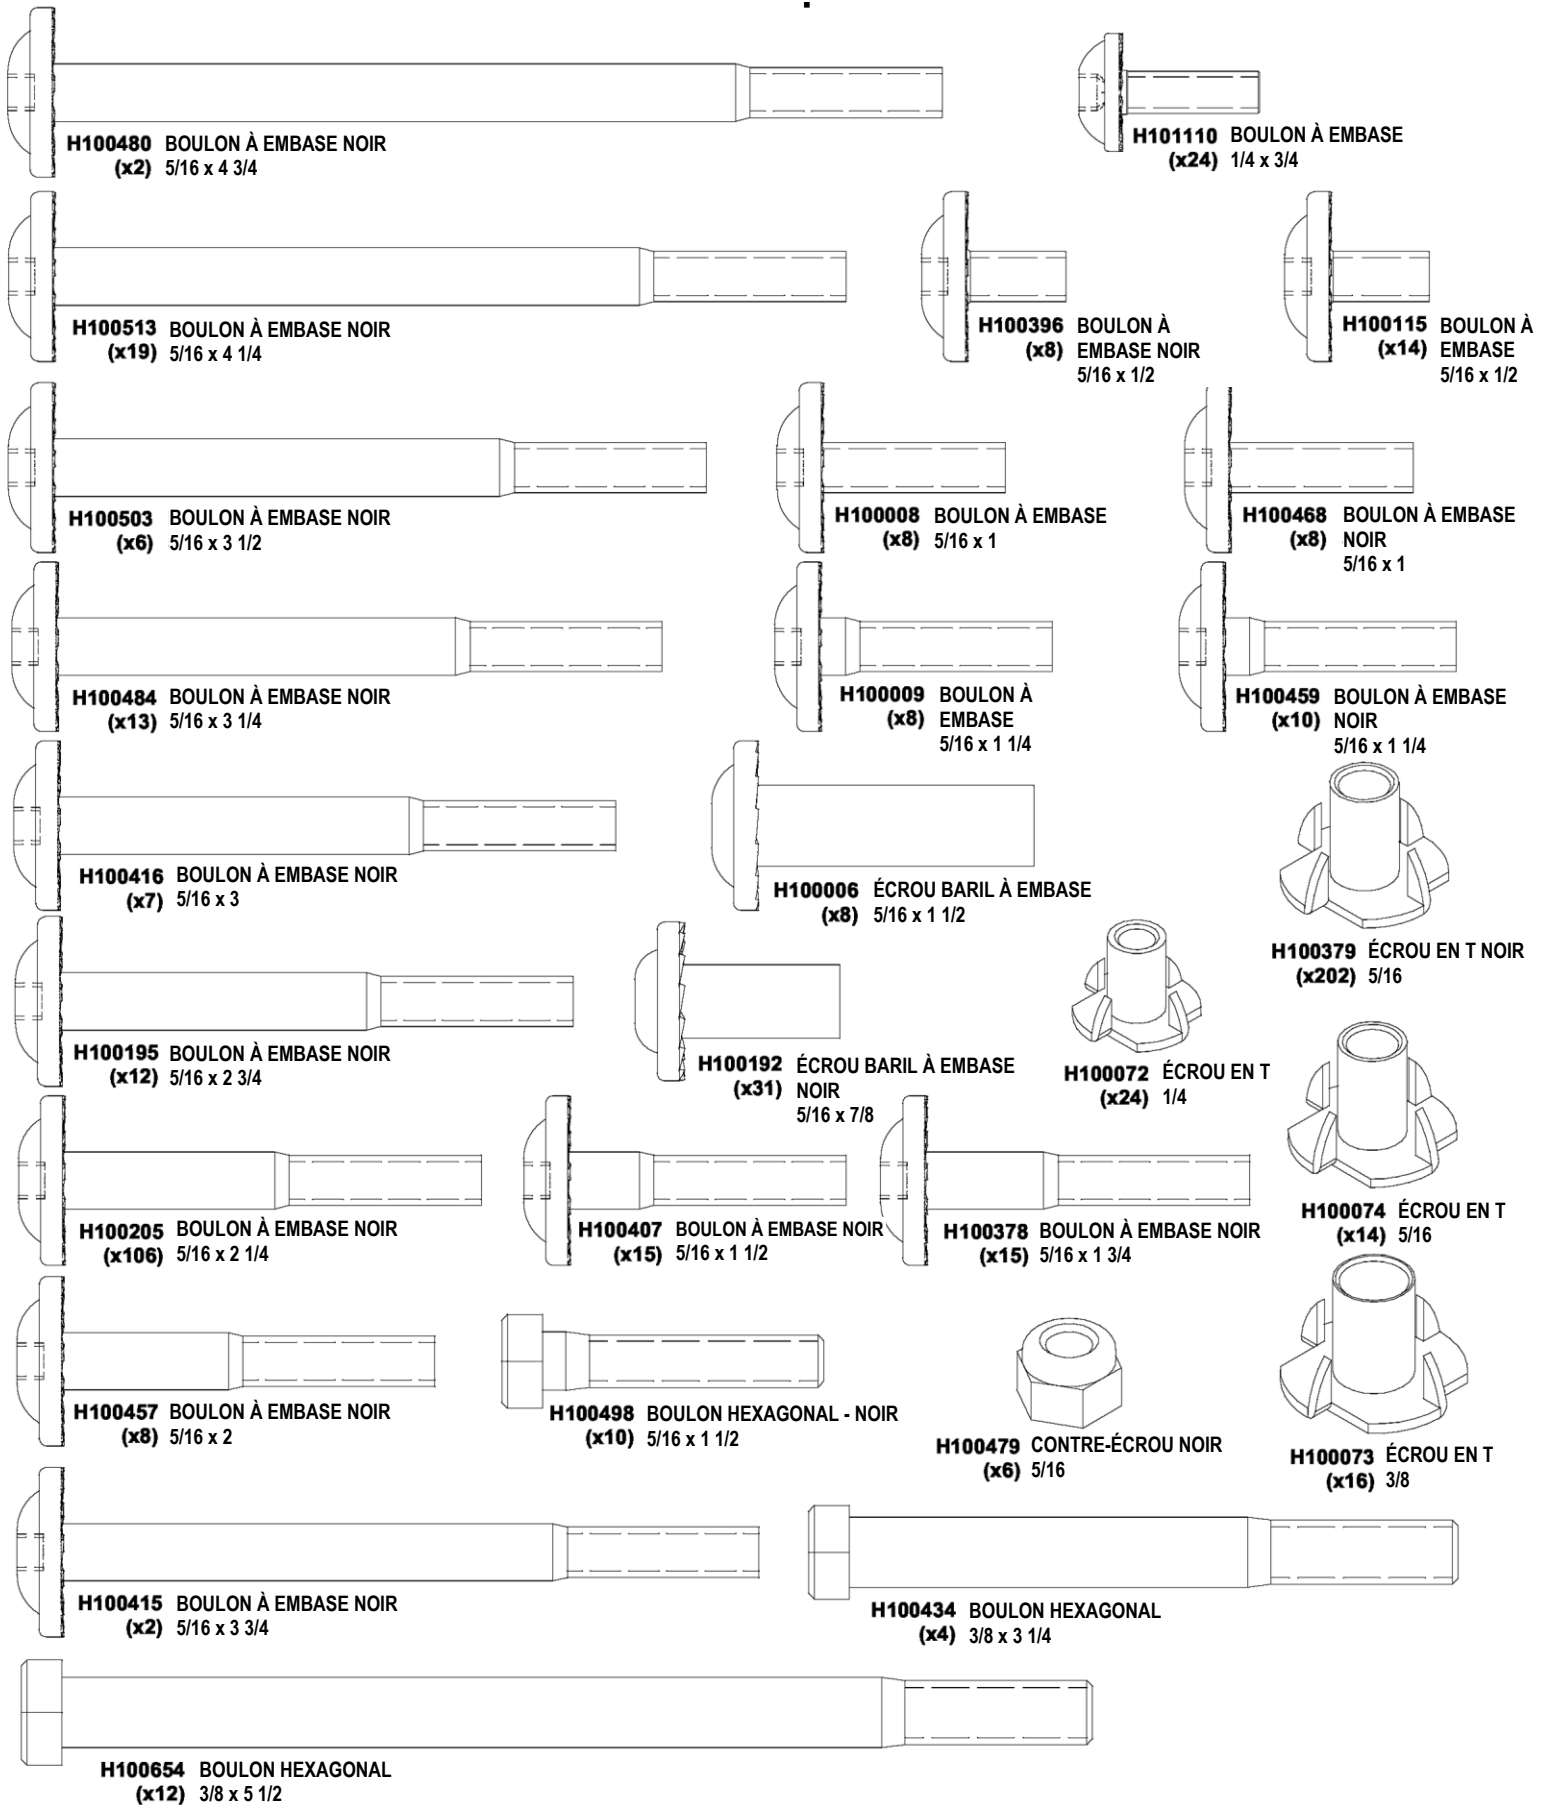 H100480 BOULON À EMBASE NOIR
(x2) 5/16 x 4 3/4
H101110 BOULON À EMBASE
(x24) 1/4 x 3/4
H100513 BOULON À EMBASE NOIR
(x19) 5/16 x 4 1/4
H100396 BOULON À
(x8) EMBASE NOIR
5/16 x 1/2
H100115 BOULON À
(x14) EMBASE
5/16 x 1/2
H100503 BOULON À EMBASE NOIR
(x6) 5/16 x 3 1/2
H100008 BOULON À EMBASE
(x8) 5/16 x 1
H100468 BOULON À EMBASE
(x8) NOIR
5/16 x 1
H100484 BOULON À EMBASE NOIR
(x13) 5/16 x 3 1/4
H100009 BOULON À
(x8) EMBASE
5/16 x 1 1/4
H100459 BOULON À EMBASE
(x10) NOIR
5/16 x 1 1/4
H100416 BOULON À EMBASE NOIR
(x7) 5/16 x 3
H100006 ÉCROU BARIL À EMBASE
(x8) 5/16 x 1 1/2
H100379 ÉCROU EN T NOIR
(x202) 5/16
H100195 BOULON À EMBASE NOIR
(x12) 5/16 x 2 3/4
H100192 ÉCROU BARIL À EMBASE
(x31) NOIR
5/16 x 7/8
H100072 ÉCROU EN T
(x24) 1/4
H100205 BOULON À EMBASE NOIR
(x106) 5/16 x 2 1/4
H100407 BOULON À EMBASE NOIR
(x15) 5/16 x 1 1/2
H100378 BOULON À EMBASE NOIR
(x15) 5/16 x 1 3/4
H100074 ÉCROU EN T
(x14) 5/16
H100457 BOULON À EMBASE NOIR
(x8) 5/16 x 2
H100498 BOULON HEXAGONAL - NOIR
(x10) 5/16 x 1 1/2
H100479 CONTRE-ÉCROU NOIR
(x6) 5/16
H100073 ÉCROU EN T
(x16) 3/8
H100415 BOULON À EMBASE NOIR
(x2) 5/16 x 3 3/4
H100434 BOULON HEXAGONAL
(x4) 3/8 x 3 1/4
H100654 BOULON HEXAGONAL
(x12) 3/8 x 5 1/2